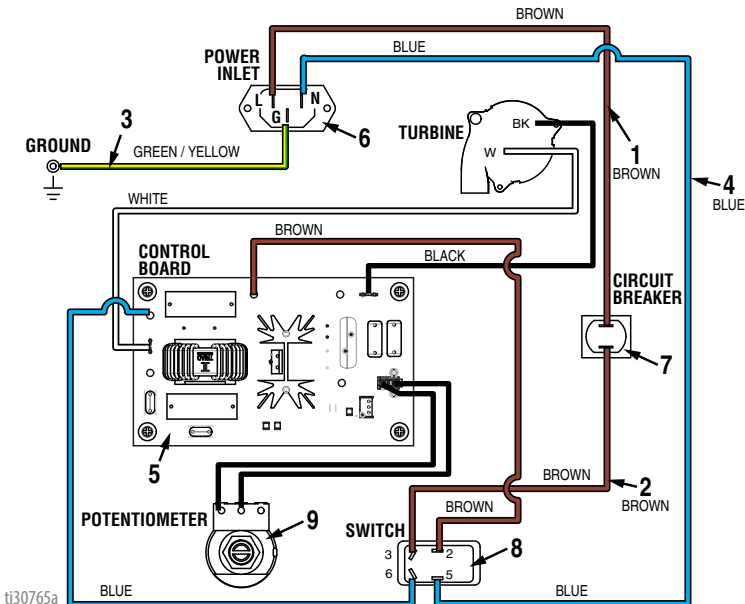 BROWN
BLUE
POWER
INLET
L
N
G
6
TURBINE
BK
W
GROUND
3
GREEN / YELLOW
1
BROWN
4
BLUE
WHITE
BROWN
BLACK
CONTROL
BOARD
CIRCUIT
BREAKER
7
5
BROWN
2
BROWN
BROWN
POTENTIOMETER
9
SWITCH
3
2
8
6
5
BLUE
BLUE
ti30765a